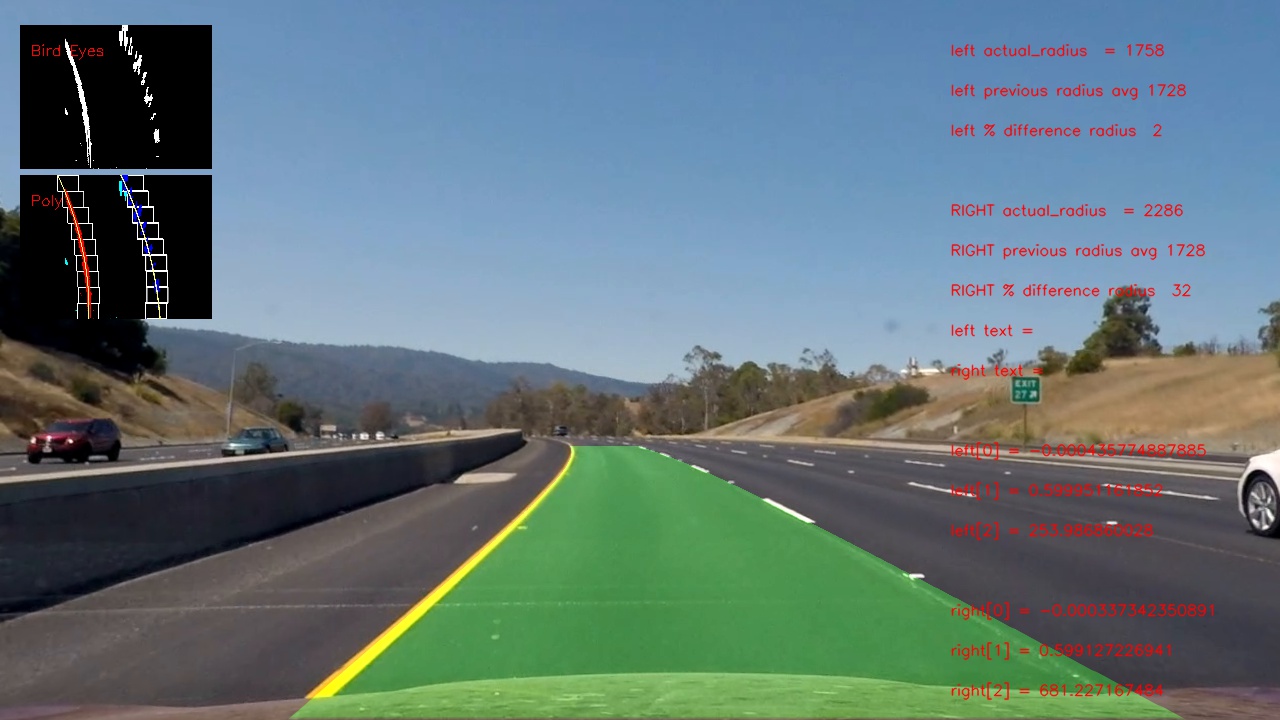 Bird Eyes
Poly
left actual_radius = 1758
left previous radius avg 1728
left % difference radius 2
RIGHT actual_radius = 2286
RIGHT previous radius avg 1728
RIGHT % difference radius 32
left text =
right text =
EXIT
27
left[0] = -0.000435774887885
left[1] = 0.599951161852
left[2] = 253.986860028
right[0] = -0.000337342350891
right[1] = 0.599127226941
right[2] = 681.227167484